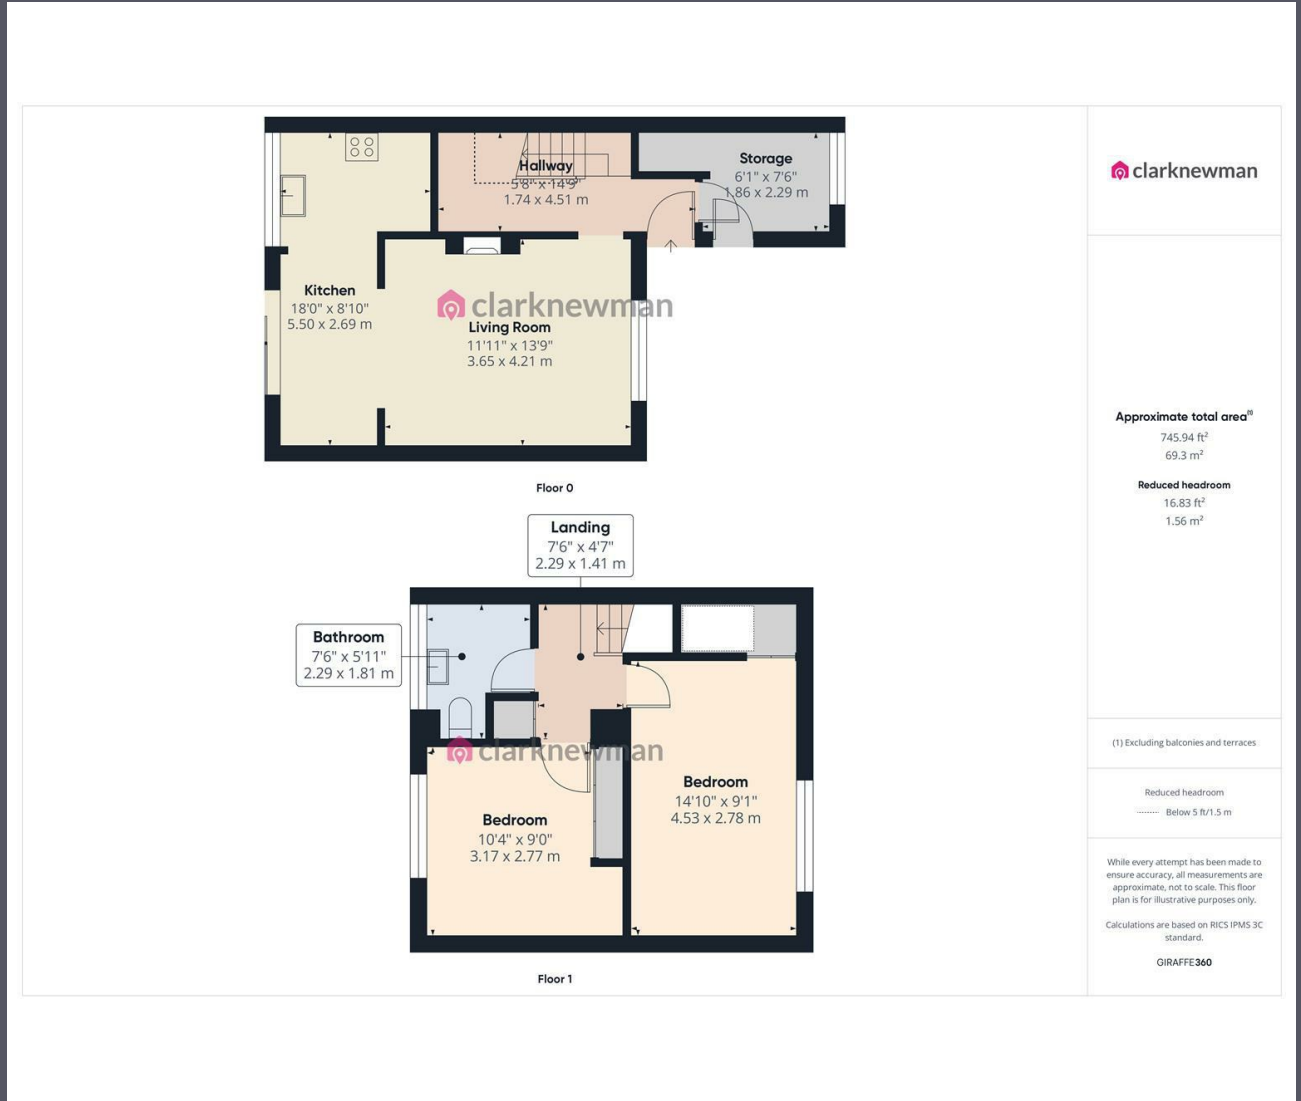 Hallway
5'8" x 14'9"
1.74 x 4.51 m
Storage
6'1" x 7'6"
1.86 x 2.29 m
Kitchen
18'0" x 8'10"
5.50 x 2.69 m
clarknewman
Living Room
11'11" x 13'9"
3.65 x 4.21 m
Floor 0
Landing
7'6" x 4'7"
2.29 x 1.41 m
Bathroom
7'6" x 5'11"
2.29 x 1.81 m
clarknewman
Bedroom
10'4" x 9'0"
3.17 x 2.77 m
Bedroom
14'10" x 9'1"
4.53 x 2.78 m
Floor 1
clarknewman
Approximate total area(1)
745.94 ft²
69.3 m²
Reduced headroom
16.83 ft²
1.56 m²
(1) Excluding balconies and terraces
Reduced headroom
Below 5 ft/1.5 m
While every attempt has been made to
ensure accuracy, all measurements are
approximate, not to scale. This floor
plan is for illustrative purposes only.
Calculations are based on RICS IPMS 3C
standard.
GIRAFFE360